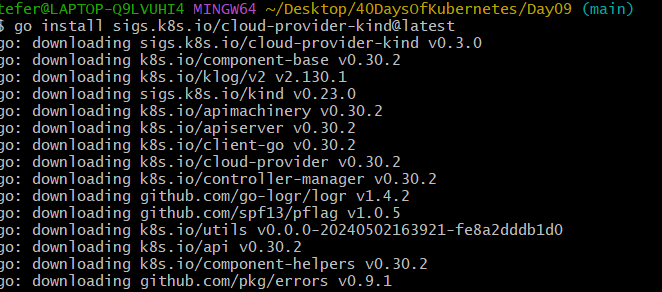 tefer@LAPTOP-Q9LVUHI4 MINGW64 ~/Desktop/40DaysOfKubernetes/Day09 (main)
$ go install sigs.k8s.io/cloud-provider-kind@latest
go: downloading sigs.k8s.io/cloud-provider-kind v0.3.0
go: downloading k8s.io/component-base v0.30.2
go: downloading k8s.io/klog/v2 v2.130.1
go: downloading sigs.k8s.io/kind v0.23.0
go: downloading k8s.io/apimachinery v0.30.2
go: downloading k8s.io/apiserver v0.30.2
go: downloading k8s.io/client-go v0.30.2
go: downloading k8s.io/cloud-provider v0.30.2
go: downloading k8s.io/controller-manager v0.30.2
go: downloading github.com/go-logr/logr v1.4.2
go: downloading github.com/spf13/pflag v1.0.5
go: downloading k8s.io/utils v0.0.0-20240502163921-fe8a2dddb1d0
go: downloading k8s.io/api v0.30.2
go: downloading k8s.io/component-helpers v0.30.2
go: downloading github.com/pkg/errors v0.9.1